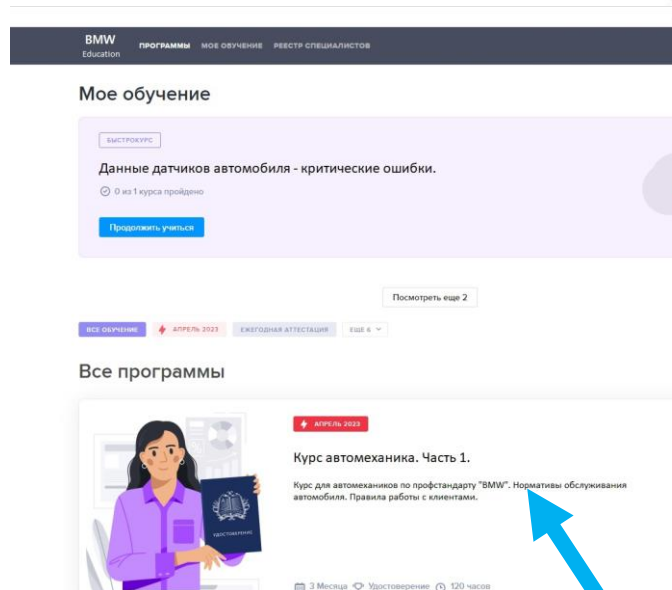 BMW
Education
ПРОГРАММЫ МОЕ ОБУЧЕНИЕ РЕЕСТР СПЕЦИАЛИСТОВ
Мое обучение
БЫСТРОКУРС
Данные датчиков автомобиля - критические ошибки.
0 из 1 курса пройдено
Продолжить учиться
Посмотреть еще 2
ВСЕ ОБУЧЕНИЕ АПРЕЛЬ 2023 ЕЖЕГОДНАЯ АТТЕСТАЦИЯ ЕЩЕ 6
Все программы
АПРЕЛЬ 2023
Курс автомеханика. Часть 1.
Курс для автомехаников по профстандарту "BMW". Нормативы обслуживания
автомобиля. Правила работы с клиентами.
УДОСТОВЕРЕНИЕ
3 Месяца Удостоверение 120 часов